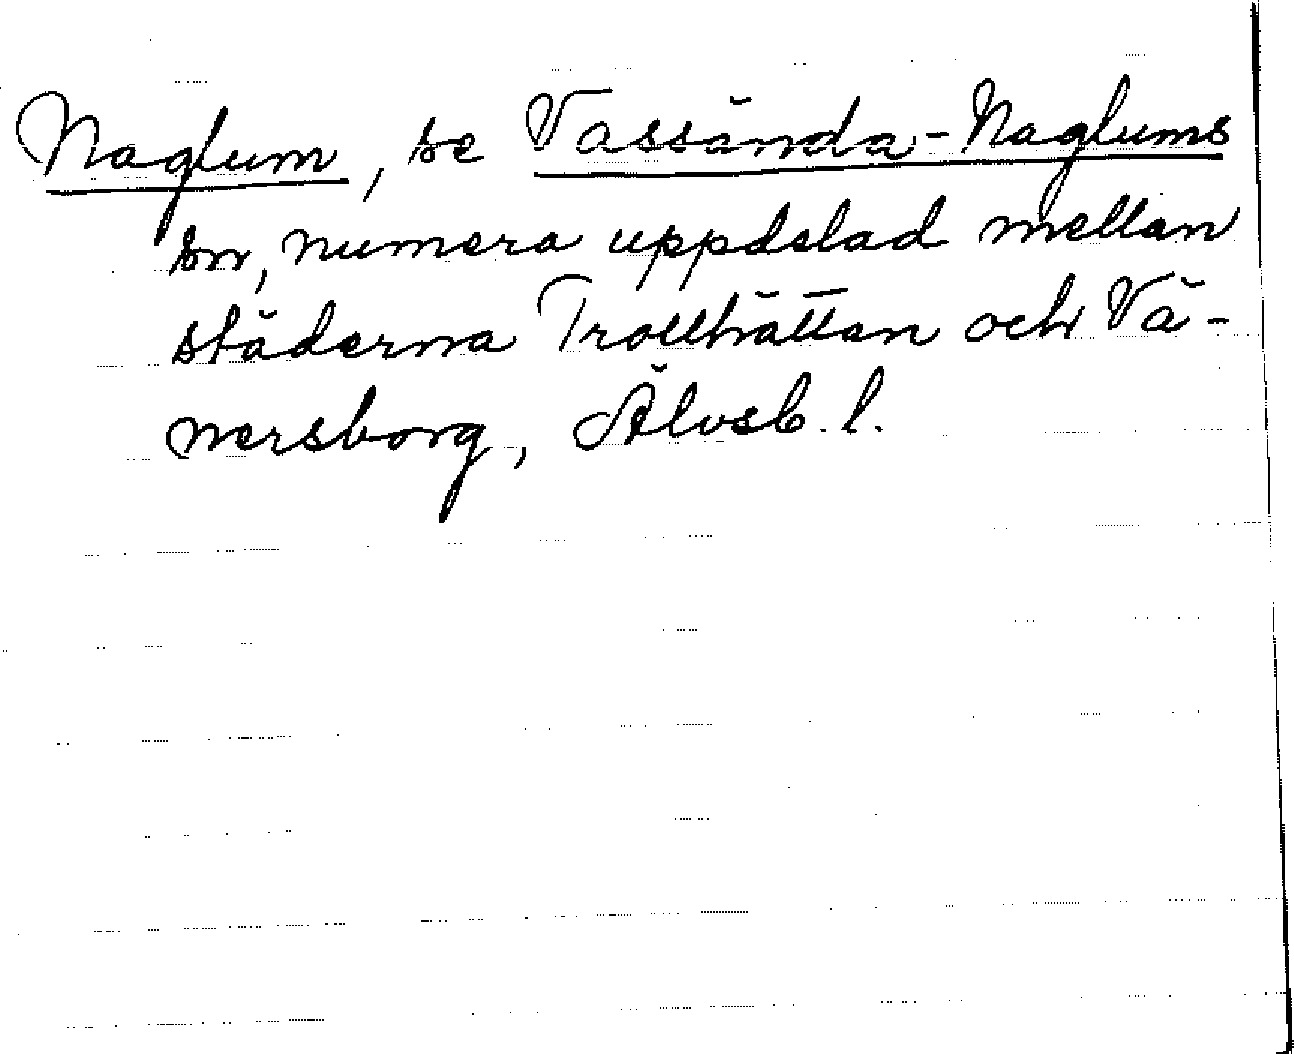 Naglum, se Vassända-Naglums
sn, numera uppdelad mellan
städerna Trollhättan och Vä-
nersborg, Älvsb. l.